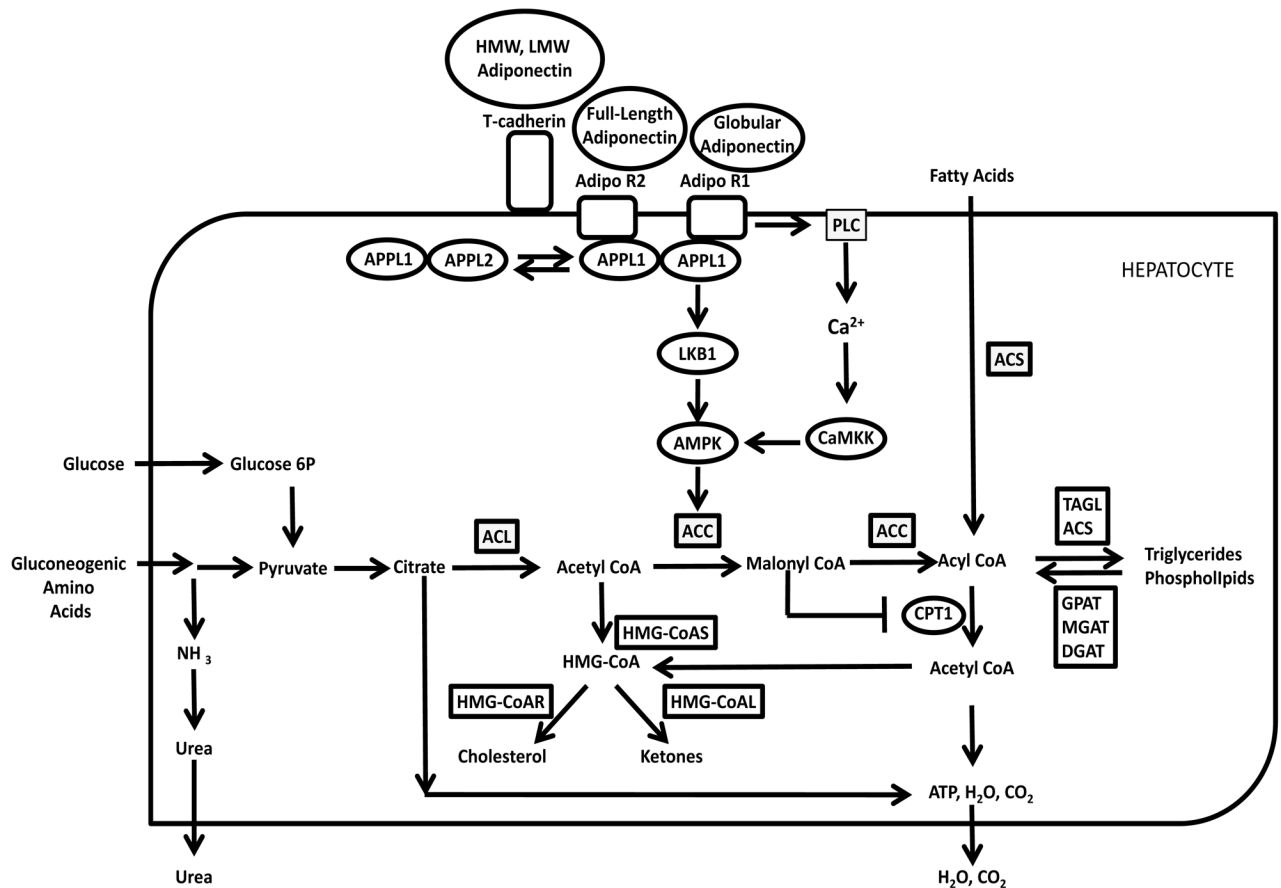 HMW, LMW
Adiponectin
T-cadherin
Full-Length
Adiponectin
Globular
Adiponectin
Adipo R2
Adipo R1
Fatty Acids
PLC
APPL1
APPL2
APPL1
APPL1
HEPATOCYTE
Ca²⁺
LKB1
ACS
AMPK
CaMKK
Glucose
Glucose 6P
TAGL
ACS
ACL
ACC
ACC
Gluconeogenic
Amino
Acids
Pyruvate
Citrate
Acetyl CoA
Malonyl CoA
Acyl CoA
Triglycerides
PhospholIpids
GPAT
MGAT
DGAT
CPT1
NH ₃
HMG-CoAS
HMG-CoA
Acetyl CoA
HMG-CoAR
HMG-CoAL
Urea
Cholesterol
Ketones
ATP, H₂O, CO₂
Urea
H₂O, CO₂